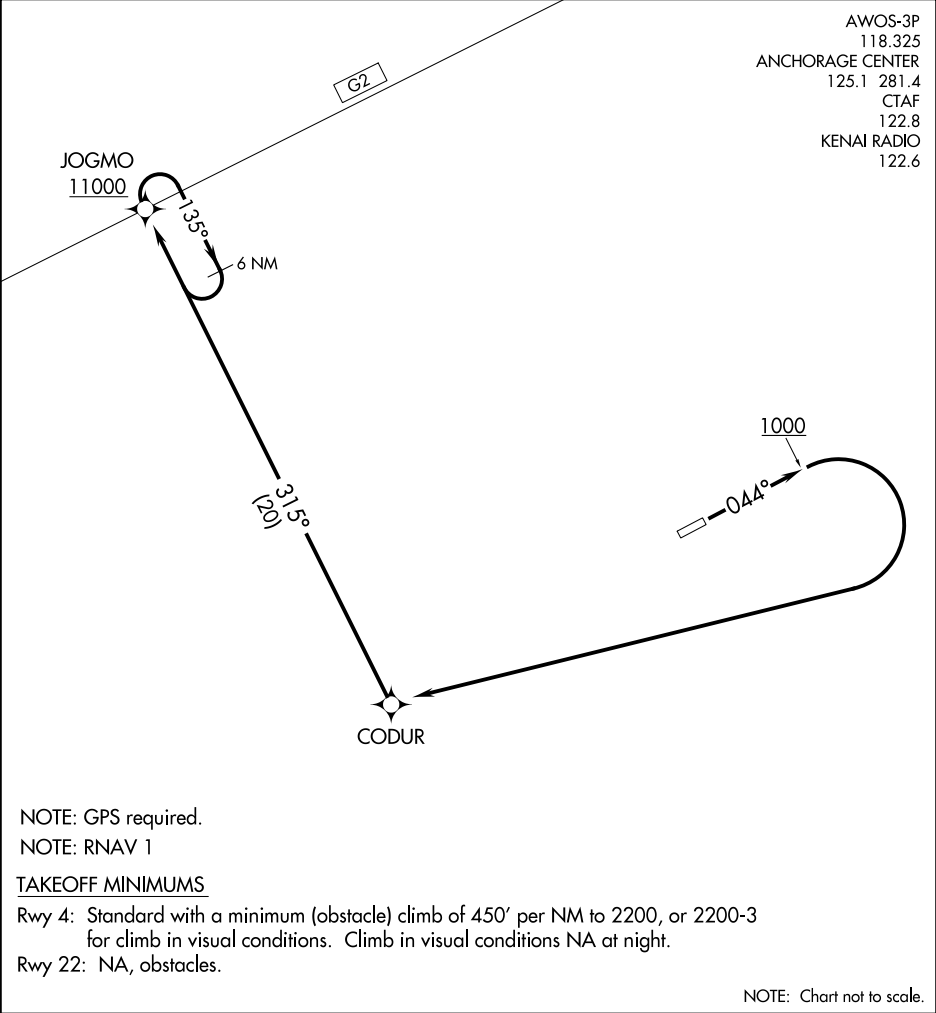 AWOS-3P
118.325
ANCHORAGE CENTER
125.1 281.4
CTAF
122.8
KENAI RADIO
122.6
G2
JOGMO
11000
135°
6 NM
1000
044°
315°
(20)
CODUR
NOTE: GPS required.
NOTE: RNAV 1
TAKEOFF MINIMUMS
Rwy 4: Standard with a minimum (obstacle) climb of 450' per NM to 2200, or 2200-3
for climb in visual conditions. Climb in visual conditions NA at night.
Rwy 22: NA, obstacles.
NOTE: Chart not to scale.